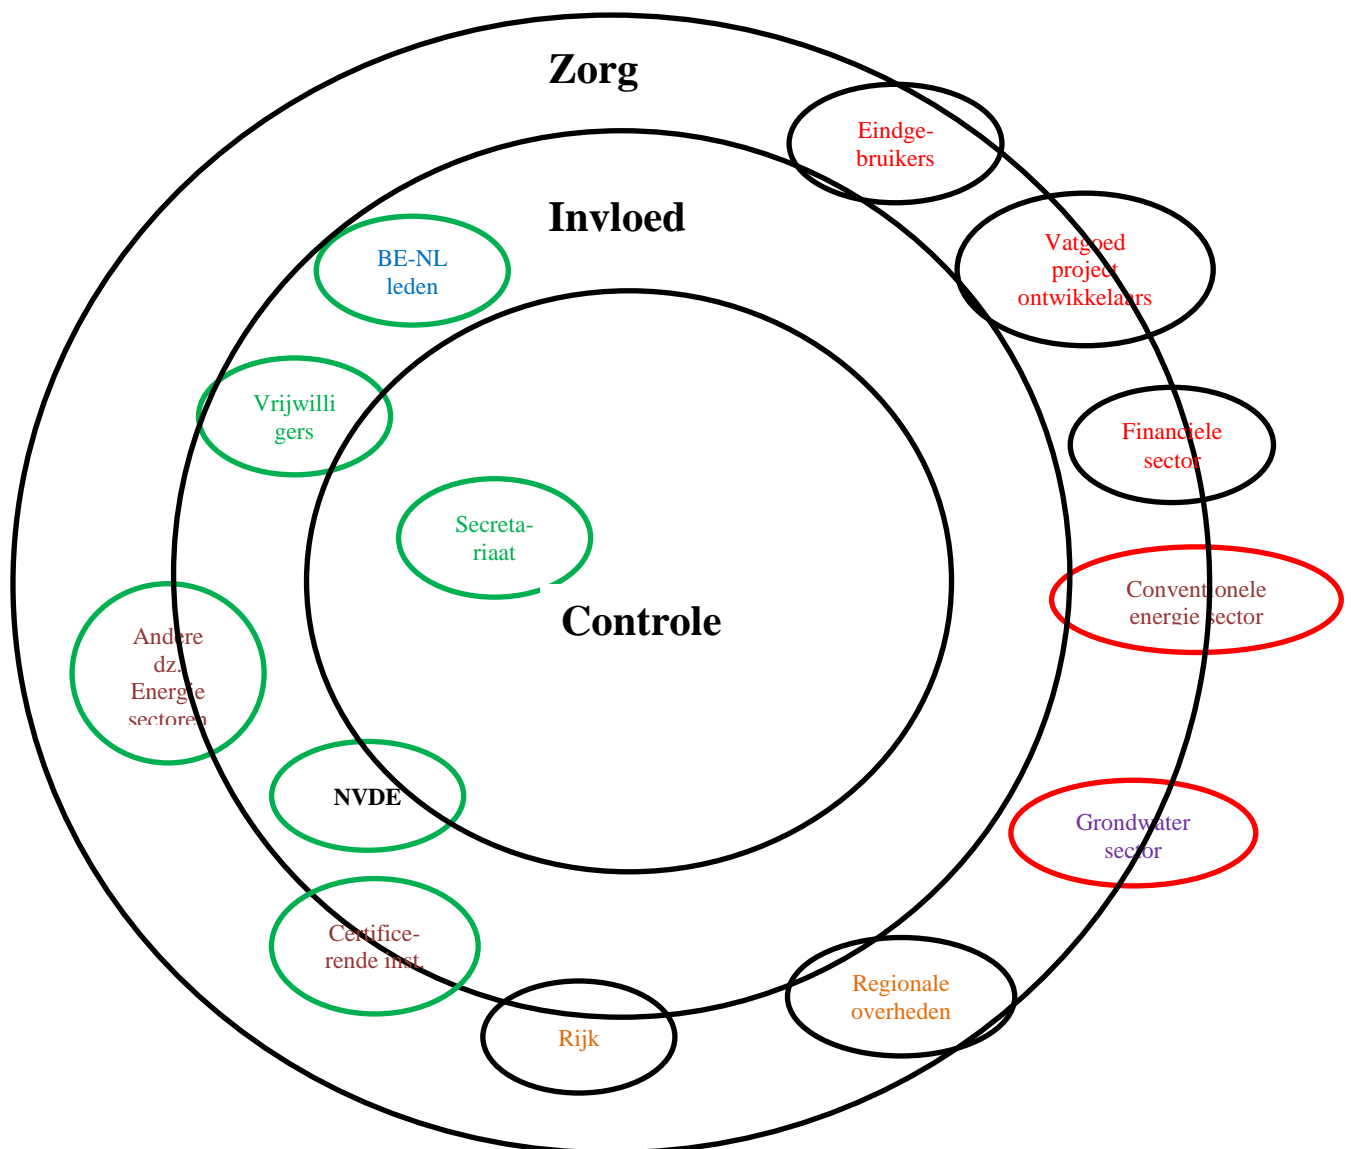 Zorg
Eindge-
bruikers
Invloed
BE-NL
leden
Vatgoed
project
ontwikkelaars
Vrijwilli
gers
Financiele
sector
Secreta-
riaat
Conventionele
energie sector
Controle
Andere
dz.
Energie
sectoren
NVDE
Grondwater
sector
Certifice-
rende inst.
Regionale
overheden
Rijk